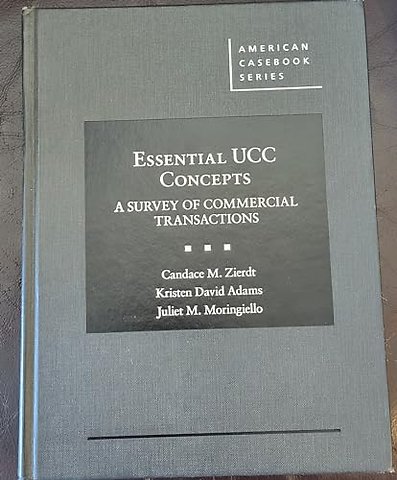 AMERICAN
CASEBOOK
SERIES
ESSENTIAL UCC
CONCEPTS
A SURVEY OF COMMERCIAL
TRANSACTIONS
Candace M. Zierdt
Kristen David Adams
Juliet M. Moringiello